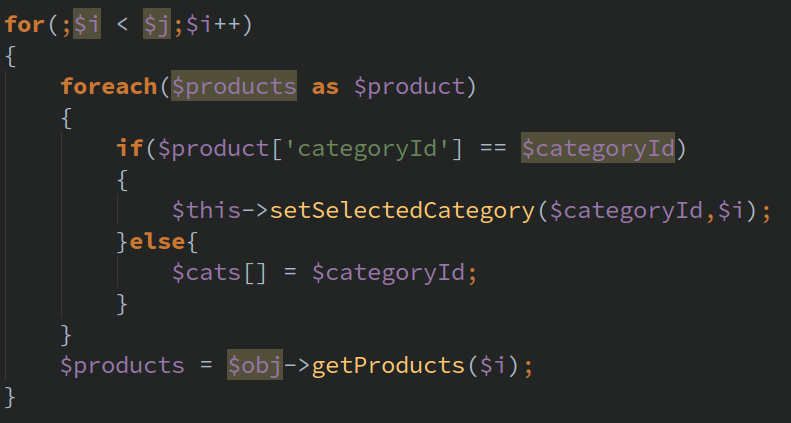 for(;$i < $j;$i++)
{
foreach($products as $product)
{
if($product['categoryId'] == $categoryId)
{
$this->setSelectedCategory($categoryId,$i);
}else{
$cats[] = $categoryId;
}
}
$products = $obj->getProducts($i);
}